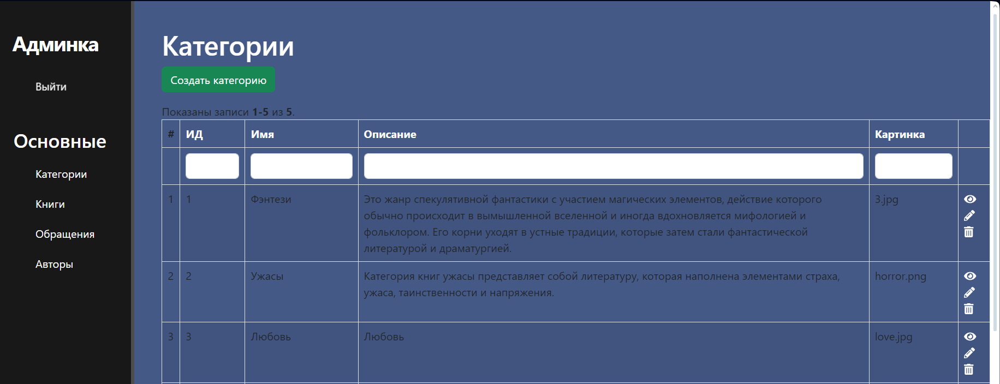 Админка
Выйти
Основные
Категории
Книги
Обращения
Авторы
Категории
Создать категорию
Показаны записи 1-5 из 5.
# ИД Имя Описание Картинка
1 1 Фэнтези Это жанр спекулятивной фантастики с участием магических элементов, действие которого 3.jpg
обычно происходит в вымышленной вселенной и иногда вдохновляется мифологией и
фольклором. Его корни уходят в устные традиции, которые затем стали фантастической
литературой и драматургией.
2 2 Ужасы Категория книг ужасы представляет собой литературу, которая наполнена элементами страха, horror.png
ужаса, таинственности и напряжения.
3 3 Любовь Любовь love.jpg